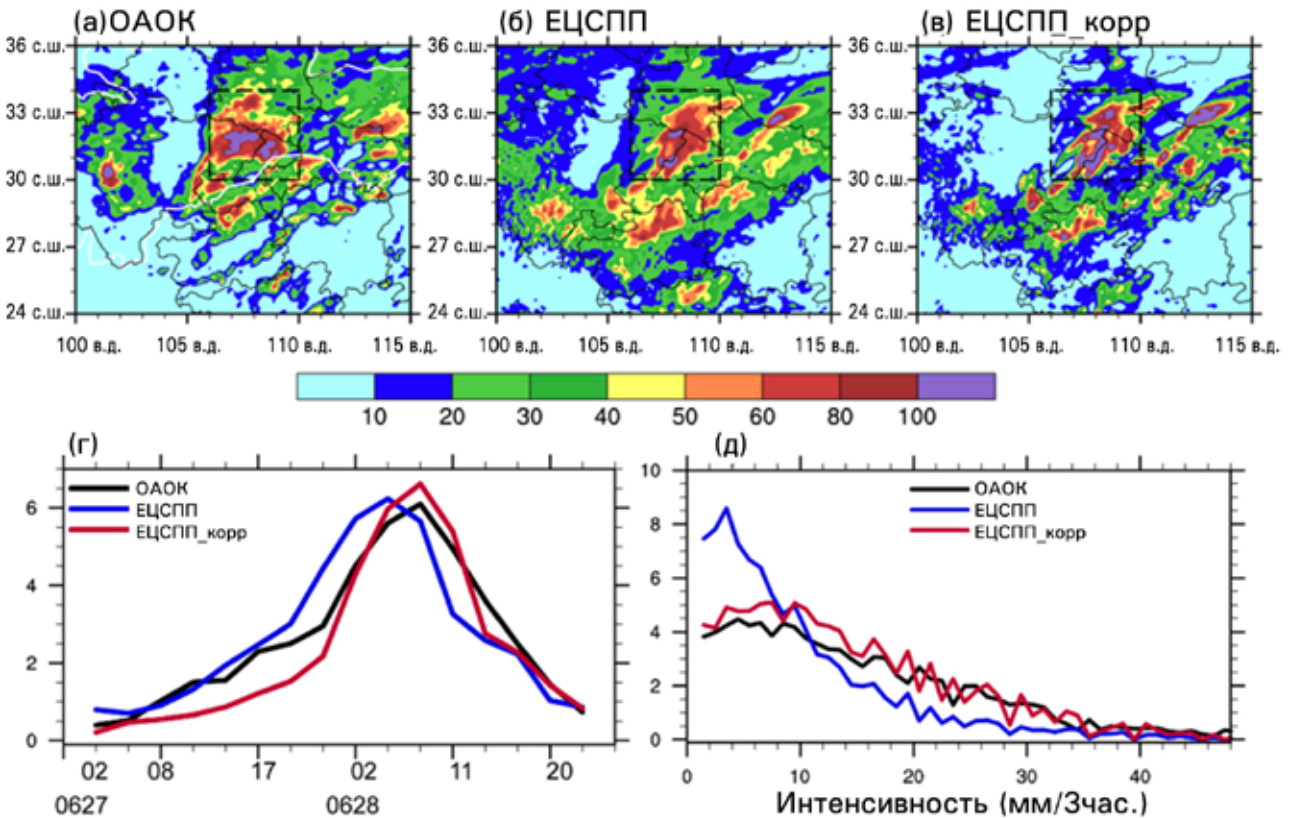 (а)ОАОК
(б) ЕЦСПП
(в) ЕЦСПП_корр
36 с.ш.
33 с.ш.
30 с.ш.
27 с.ш.
24 с.ш.
100 в.д. 105 в.д. 110 в.д. 115 в.д.
36 с.ш.
33 с.ш.
30 с.ш.
27 с.ш.
24 с.ш.
100 в.д. 105 в.д. 110 в.д. 115 в.д.
36 с.ш.
33 с.ш.
30 с.ш.
27 с.ш.
24 с.ш.
100 в.д. 105 в.д. 110 в.д. 115 в.д.
10 20 30 40 50 60 80 100
(г)
ОАОК
ЕЦСПП
ЕЦСПП_корр
6
4
2
0
02 08 17 02 11 20
0627 0628
(д)
ОАОК
ЕЦСПП
ЕЦСПП_корр
10
8
6
4
2
0
0 10 20 30 40
Интенсивность (мм/3час.)